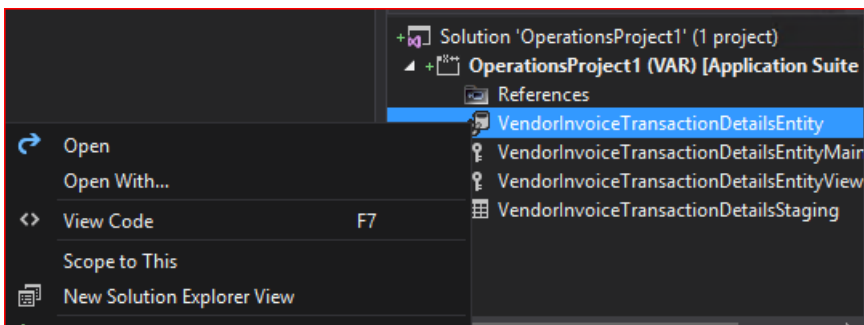 Solution 'OperationsProject1' (1 project)
OperationsProject1 (VAR) [Application Suite
References
VendorInvoiceTransactionDetailsEntity
VendorInvoiceTransactionDetailsEntityMain
VendorInvoiceTransactionDetailsEntityView
VendorInvoiceTransactionDetailsStaging
Open
Open With...
View Code F7
Scope to This
New Solution Explorer View